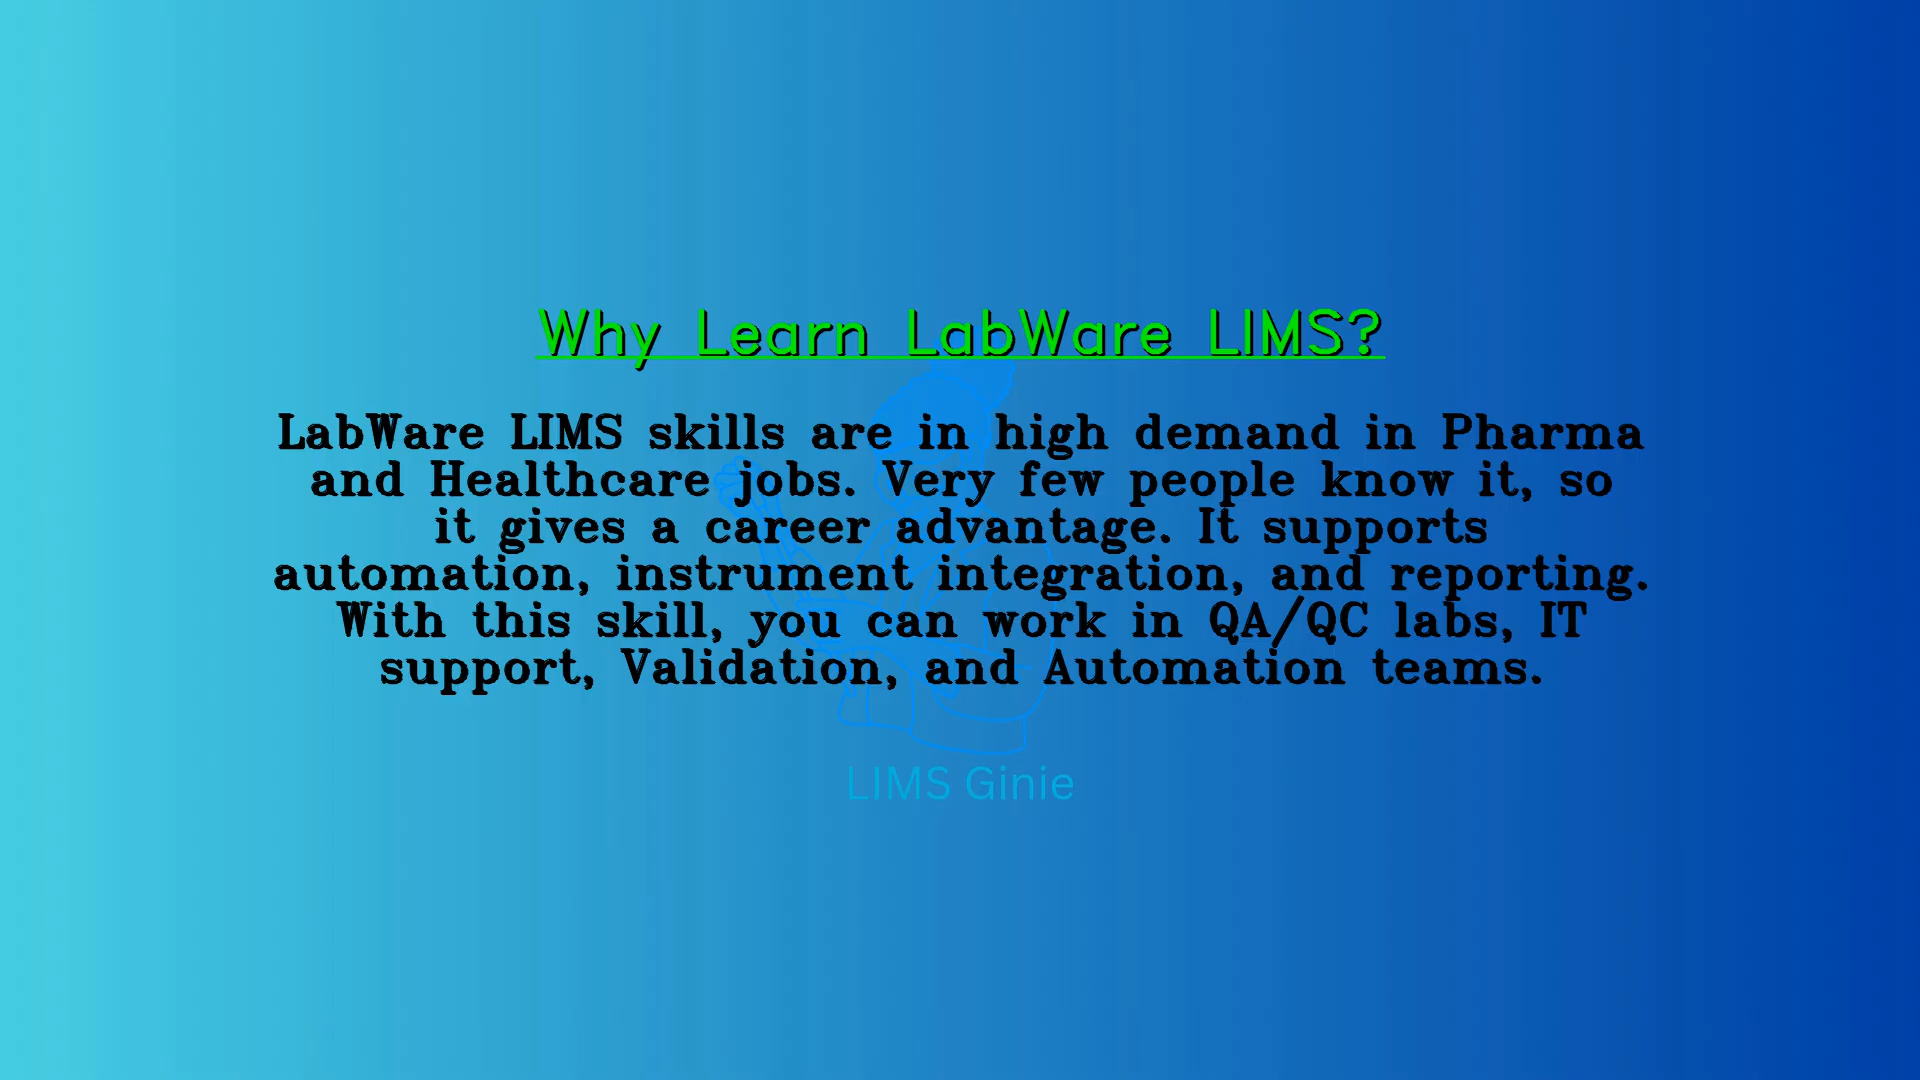 Why Learn LabWare LIMS?
LabWare LIMS skills are in high demand in Pharma
and Healthcare jobs. Very few people know it, so
it gives a career advantage. It supports
automation, instrument integration, and reporting.
With this skill, you can work in QA/QC labs, IT
support, Validation, and Automation teams.
LIMS Ginie